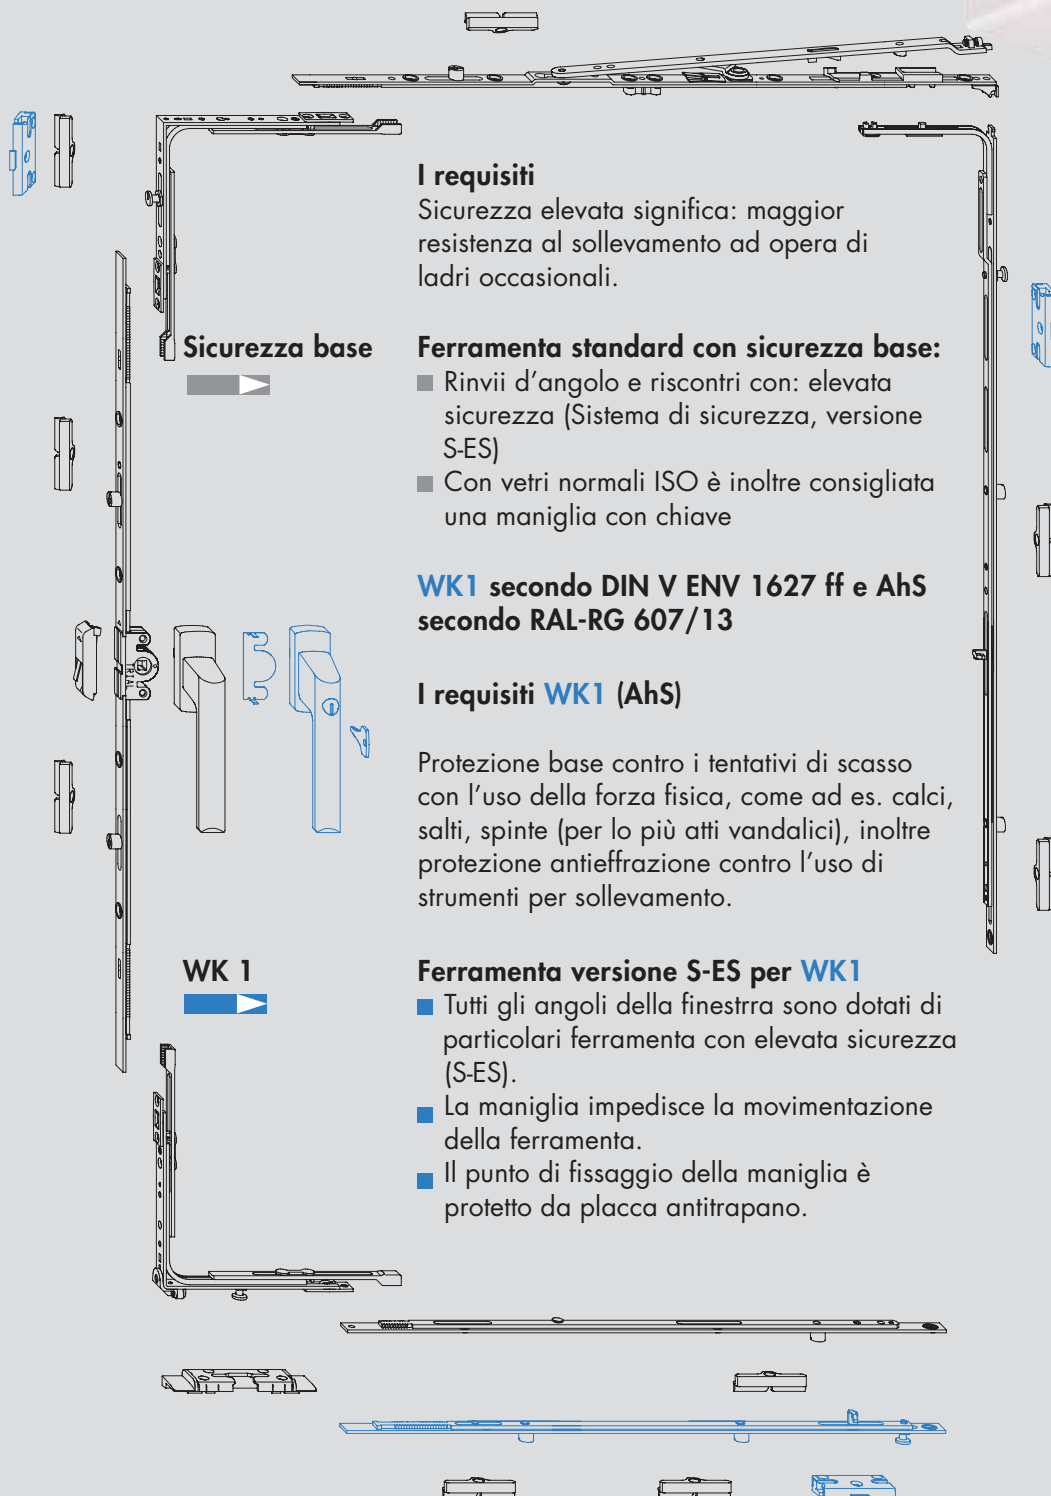 I requisiti
Sicurezza elevata significa: maggior
resistenza al sollevamento ad opera di
ladri occasionali.
Sicurezza base
Ferramenta standard con sicurezza base:
Rinvii d’angolo e riscontri con: elevata
sicurezza (Sistema di sicurezza, versione
S-ES)
Con vetri normali ISO è inoltre consigliata
una maniglia con chiave
WK1 secondo DIN V ENV 1627 ff e AhS
secondo RAL-RG 607/13
TRIAL
I requisiti WK1 (AhS)
Protezione base contro i tentativi di scasso
con l’uso della forza fisica, come ad es. calci,
salti, spinte (per lo più atti vandalici), inoltre
protezione antieffrazione contro l’uso di
strumenti per sollevamento.
WK 1
Ferramenta versione S-ES per WK1
Tutti gli angoli della finestrra sono dotati di
particolari ferramenta con elevata sicurezza
(S-ES).
La maniglia impedisce la movimentazione
della ferramenta.
Il punto di fissaggio della maniglia è
protetto da placca antitrapano.